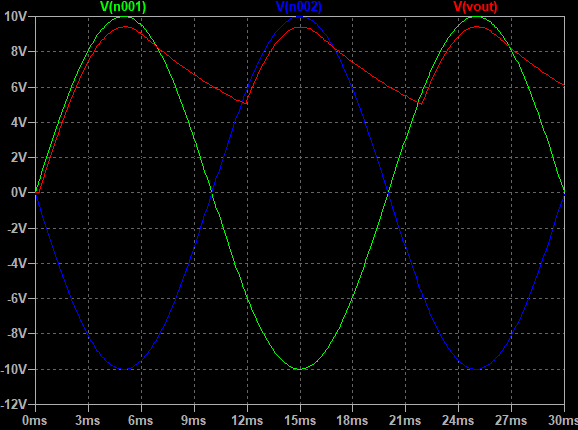 V(n001) V(n002) V(vout)
10V
8V
6V
4V
2V
0V
-2V
-4V
-6V
-8V
-10V
-12V
0ms 3ms 6ms 9ms 12ms 15ms 18ms 21ms 24ms 27ms 30ms